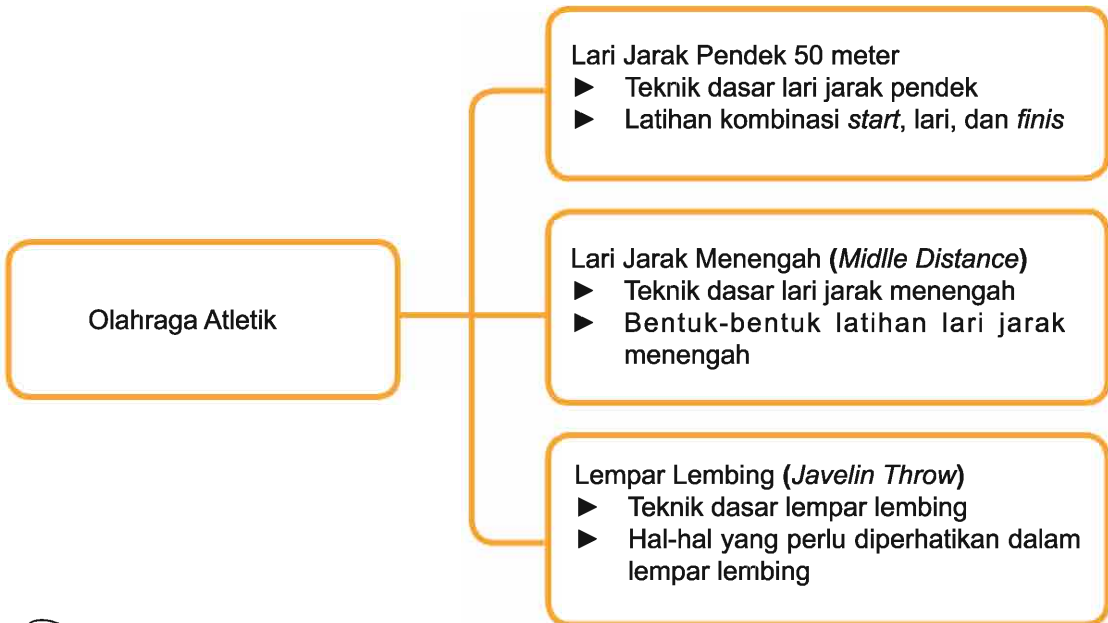 Lari Jarak Pendek 50 meter
► Teknik dasar lari jarak pendek
► Latihan kombinasi start, lari, dan finis
Olahraga Atletik
Lari Jarak Menengah (Midlle Distance)
► Teknik dasar lari jarak menengah
► Bentuk-bentuk latihan lari jarak
menengah
Lempar Lembing (Javelin Throw)
► Teknik dasar lempar lembing
► Hal-hal yang perlu diperhatikan dalam
lempar lembing